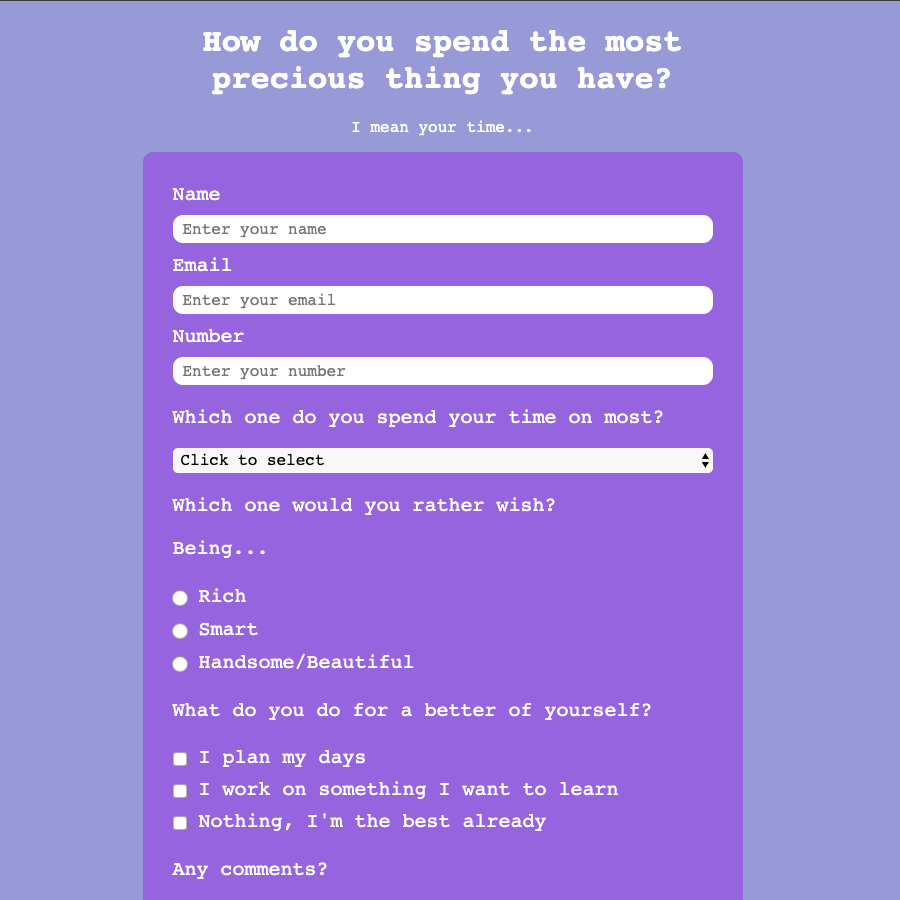 How do you spend the most
precious thing you have?
I mean your time...
Name
Enter your name
Email
Enter your email
Number
Enter your number
Which one do you spend your time on most?
Click to select
Which one would you rather wish?
Being...
Rich
Smart
Handsome/Beautiful
What do you do for a better of yourself?
I plan my days
I work on something I want to learn
Nothing, I'm the best already
Any comments?